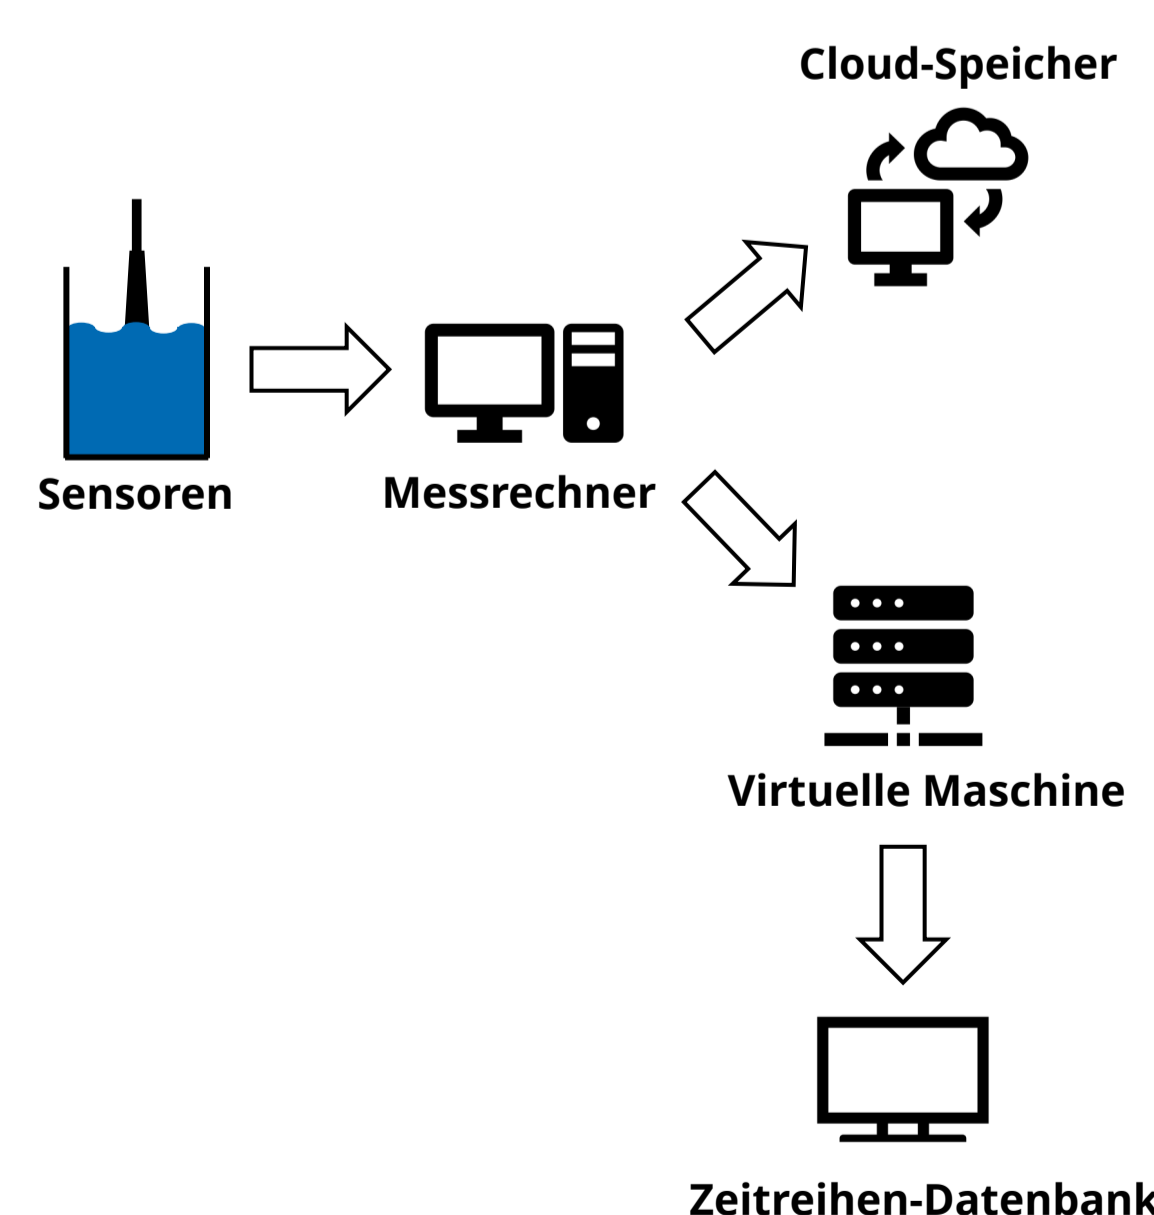 Cloud-Speicher
Sensoren
Messrechner
Virtuelle Maschine
Zeitreihen-Datenbank